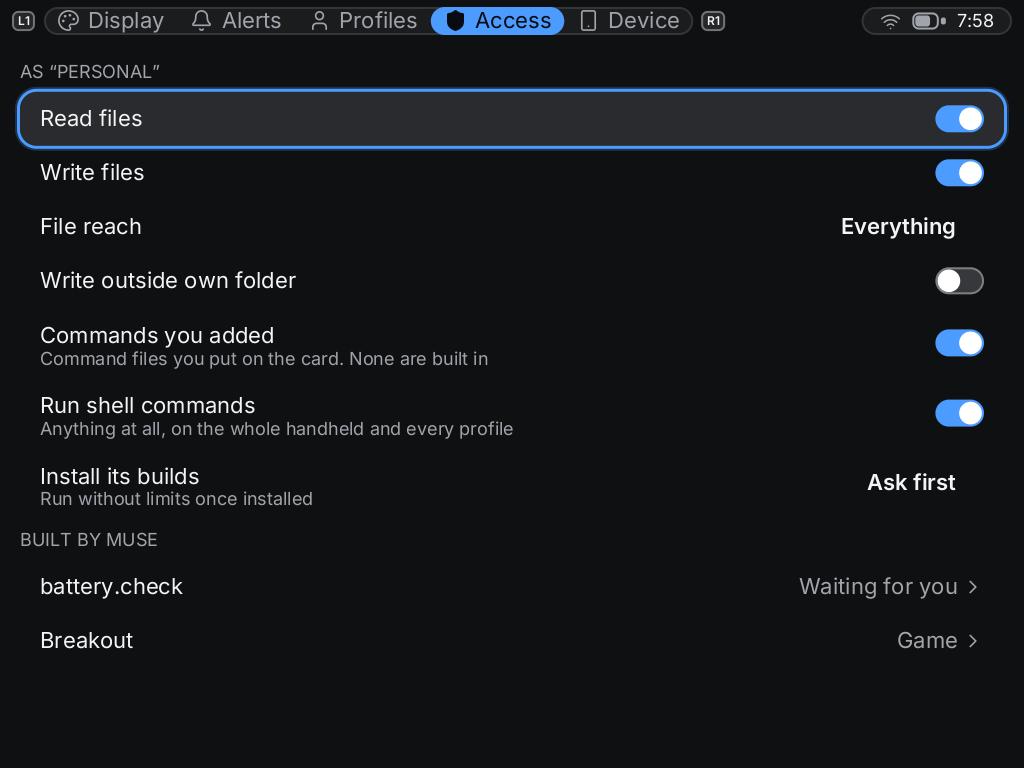 L1 Display Alerts Profiles Access Device R1 7:58
AS “PERSONAL”
Read files
Write files
File reach Everything
Write outside own folder
Commands you added
Command files you put on the card. None are built in
Run shell commands
Anything at all, on the whole handheld and every profile
Install its builds Ask first
Run without limits once installed
BUILT BY MUSE
battery.check Waiting for you
Breakout Game